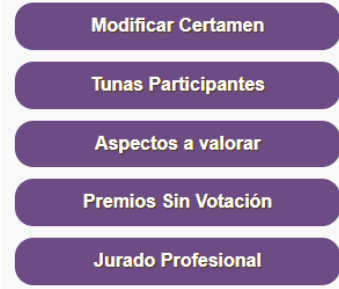 Modificar Certamen
Tunas Participantes
Aspectos a valorar
Premios Sin Votación
Jurado Profesional